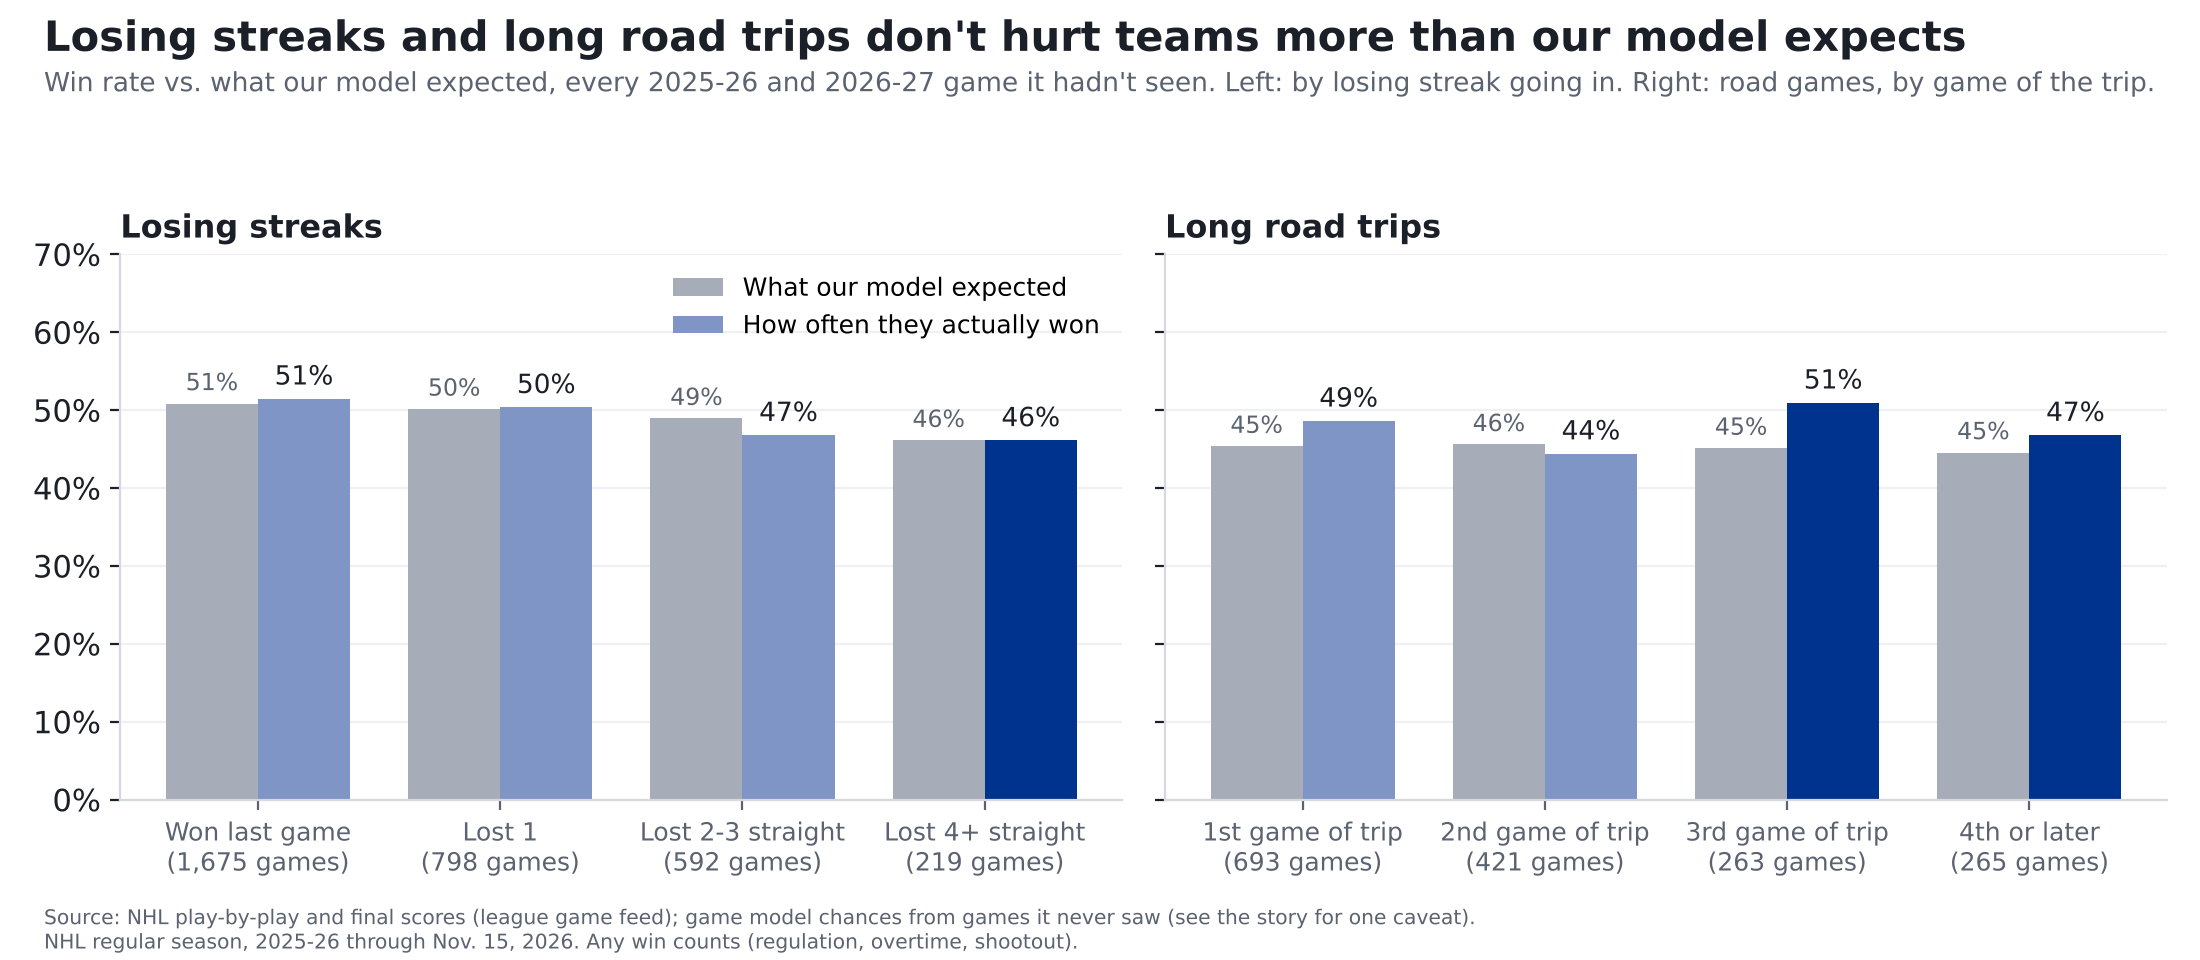 Losing streaks and long road trips don't hurt teams more than our model expects
Win rate vs. what our model expected, every 2025-26 and 2026-27 game it hadn't seen. Left: by losing streak going in. Right: road games, by game of the trip.
Losing streaks
70%
60%
50%
40%
30%
20%
10%
0%
What our model expected
How often they actually won
51%
51%
50%
50%
49%
47%
46%
46%
Won last game
(1,675 games)
Lost 1
(798 games)
Lost 2-3 straight
(592 games)
Lost 4+ straight
(219 games)
Long road trips
45%
49%
46%
44%
45%
51%
45%
47%
1st game of trip
(693 games)
2nd game of trip
(421 games)
3rd game of trip
(263 games)
4th or later
(265 games)
Source: NHL play-by-play and final scores (league game feed); game model chances from games it never saw (see the story for one caveat).
NHL regular season, 2025-26 through Nov. 15, 2026. Any win counts (regulation, overtime, shootout).